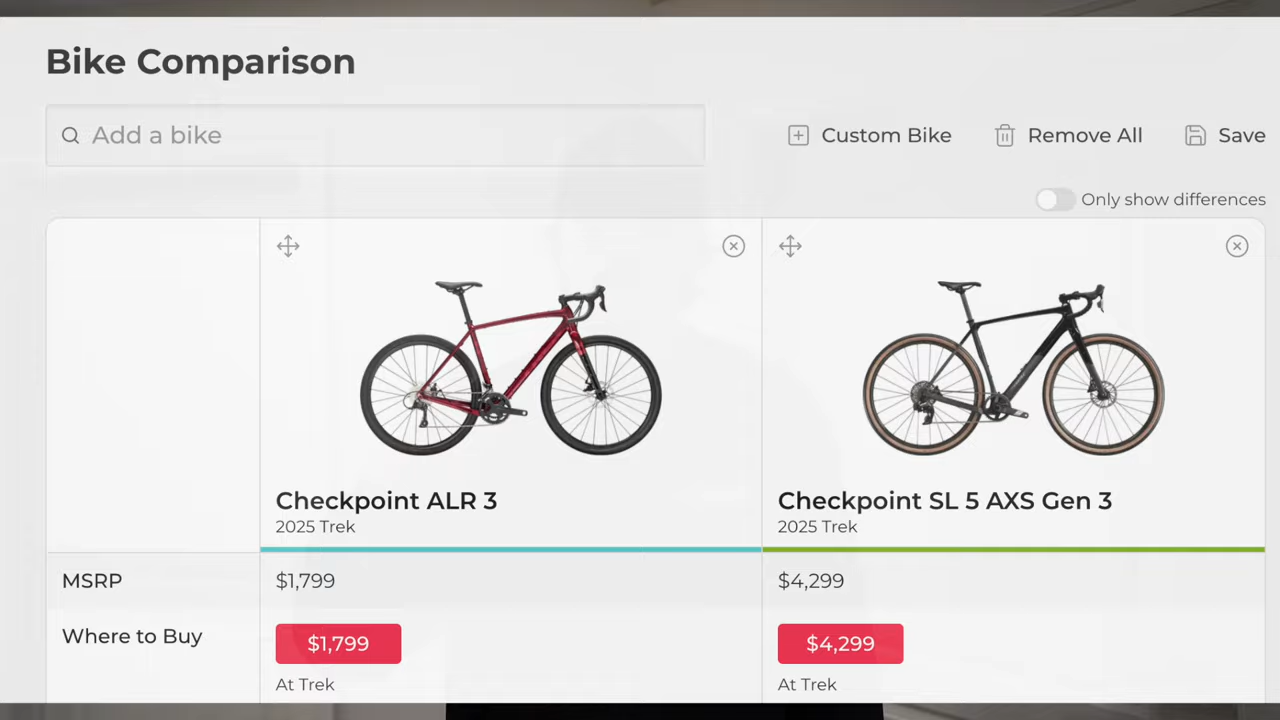 Bike Comparison
Add a bike
Custom Bike
Remove All
Save
Only show differences
Checkpoint ALR 3
2025 Trek
Checkpoint SL 5 AXS Gen 3
2025 Trek
MSRP
$1,799
$4,299
Where to Buy
$1,799
$4,299
At Trek
At Trek